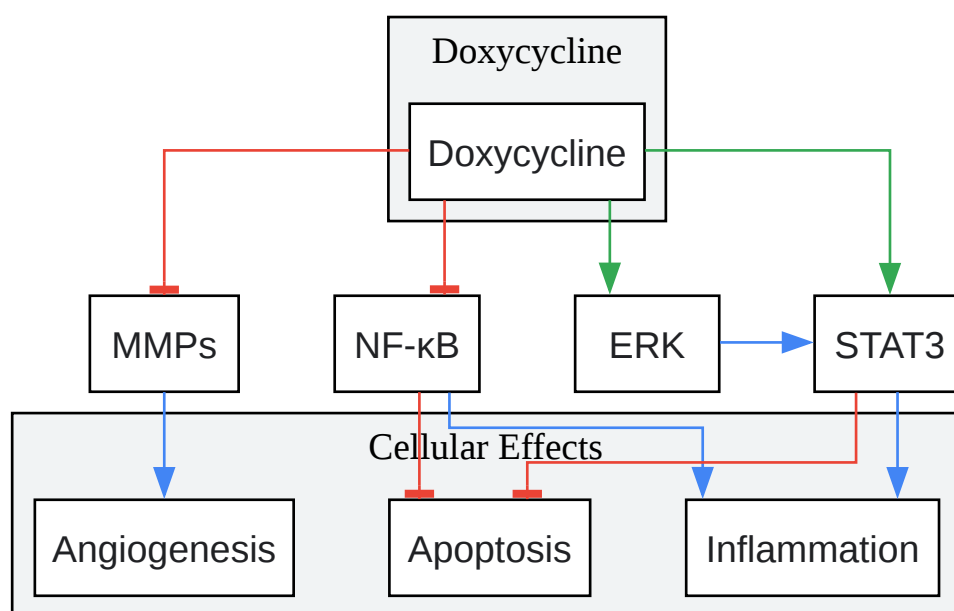 Doxycycline
Doxycycline
MMPs
NF-κB
ERK
STAT3
Cellular Effects
Angiogenesis
Apoptosis
Inflammation